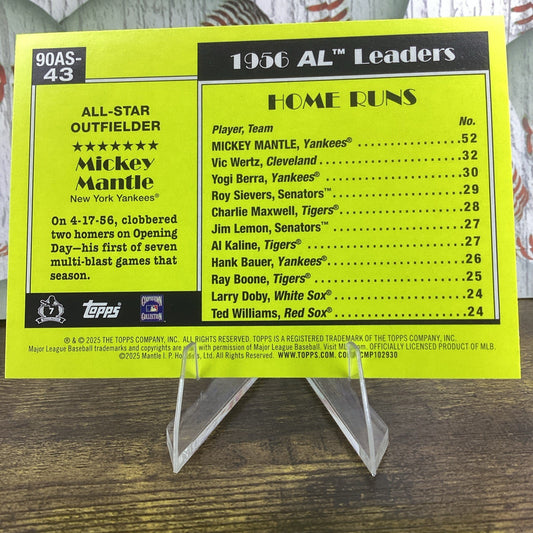 90AS-
43
ALL-STAR
OUTFIELDER
★★★★★★★
Mickey
Mantle
New York Yankees®
On 4-17-56, clobbered
two homers on Opening
Day—his first of seven
multi-blast games that
season.
7
Topps
1956 AL™ Leaders
HOME RUNS
Player, Team No.
MICKEY MANTLE, Yankees® 52
Vic Wertz, Cleveland 32
Yogi Berra, Yankees® 30
Roy Sievers, Senators™ 29
Charlie Maxwell, Tigers® 28
Jim Lemon, Senators™ 27
Al Kaline, Tigers® 27
Hank Bauer, Yankees® 26
Ray Boone, Tigers® 25
Larry Doby, White Sox® 24
Ted Williams, Red Sox® 24
® & © 2025 THE TOPPS COMPANY, INC. All Rights Reserved. TOPPS IS A REGISTERED TRADEMARK OF THE TOPPS COMPANY, INC.
Major League Baseball trademarks and copyrights are used with permission of Major League Baseball. Visit MLB.com. OFFICIALLY LICENSED PRODUCT OF MLB.
©2025 Mantle I. P. Holders, Ltd. All Rights Reserved. WWW.TOPPS.COM. CMP102930